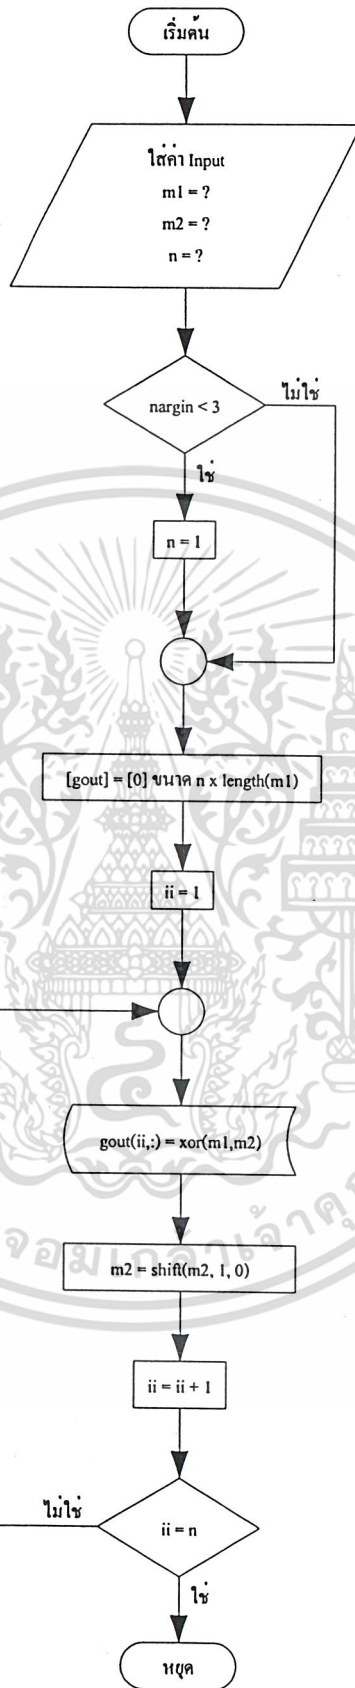 เริ่มต้น
ใส่ค่า Input
m1 = ?
m2 = ?
n = ?
nargin < 3
ไม่ใช่
ใช่
n = 1
[gout] = [0] ขนาด n x length(m1)
ii = 1
gout(ii,:) = xor(m1,m2)
m2 = shift(m2, 1, 0)
ii = ii + 1
ไม่ใช่
ii = n
ใช่
หยุด